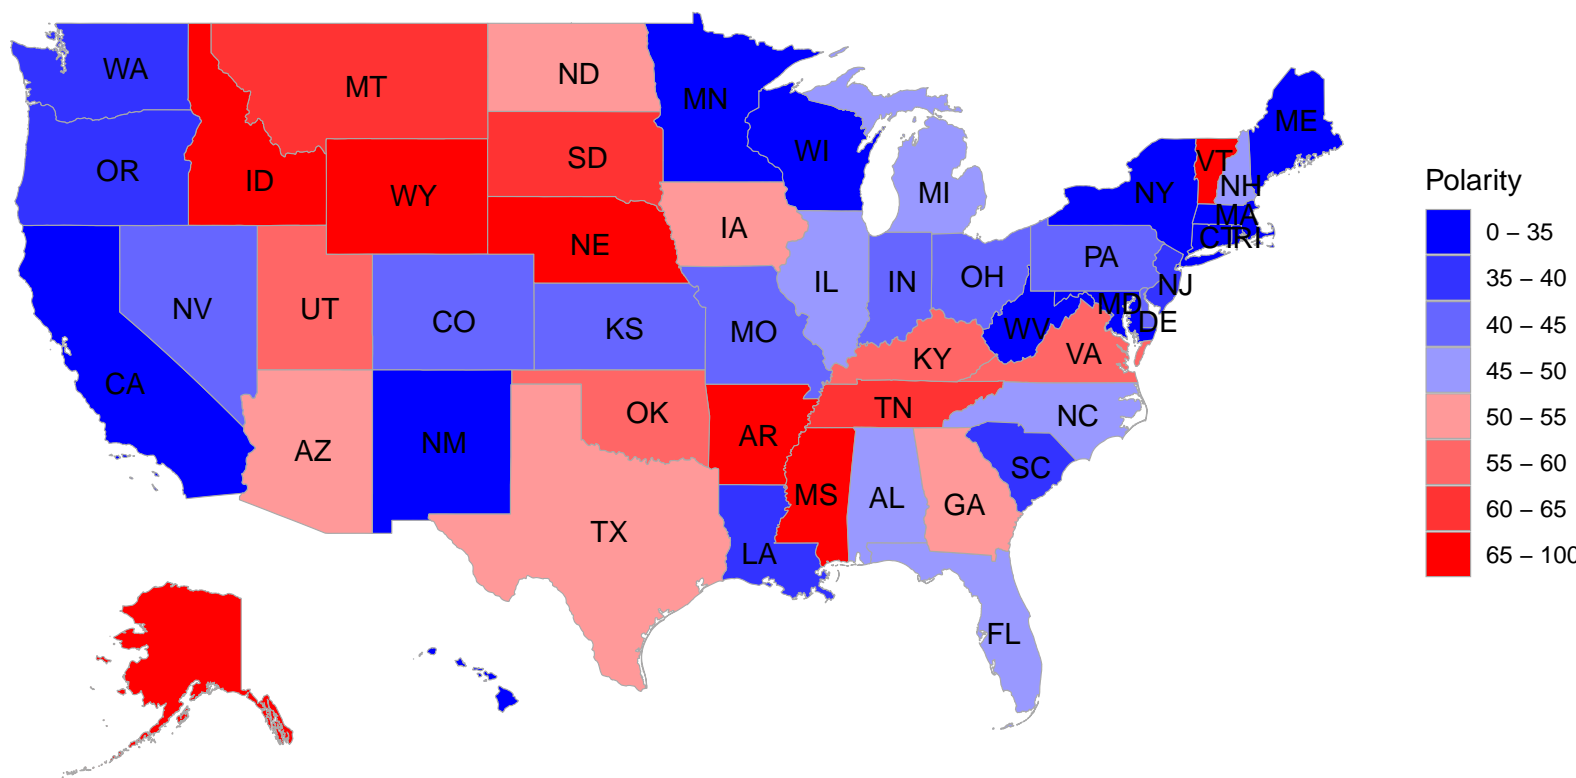 WA
MT
ND
MN
OR
ID
WY
SD
WI
MI
NY
VT
NH
ME
MA
CT
RI
NE
IA
IL
IN
OH
PA
NJ
NV
UT
CO
KS
MO
KY
WV
VA
MD
DE
CA
AZ
NM
OK
AR
TN
NC
SC
TX
LA
MS
AL
GA
FL
Polarity
0 – 35
35 – 40
40 – 45
45 – 50
50 – 55
55 – 60
60 – 65
65 – 100